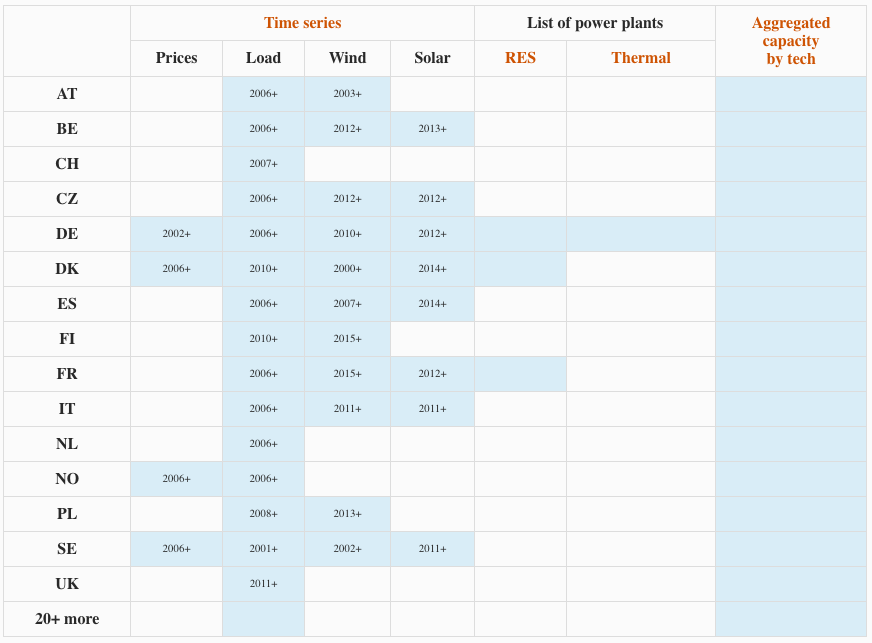 Time series List of power plants Aggregated
capacity
by tech
Prices Load Wind Solar RES Thermal
AT 2006+ 2003+
BE 2006+ 2012+ 2013+
CH 2007+
CZ 2006+ 2012+ 2012+
DE 2002+ 2006+ 2010+ 2012+
DK 2006+ 2010+ 2000+ 2014+
ES 2006+ 2007+ 2014+
FI 2010+ 2015+
FR 2006+ 2015+ 2012+
IT 2006+ 2011+ 2011+
NL 2006+
NO 2006+ 2006+
PL 2008+ 2013+
SE 2006+ 2001+ 2002+ 2011+
UK 2011+
20+ more